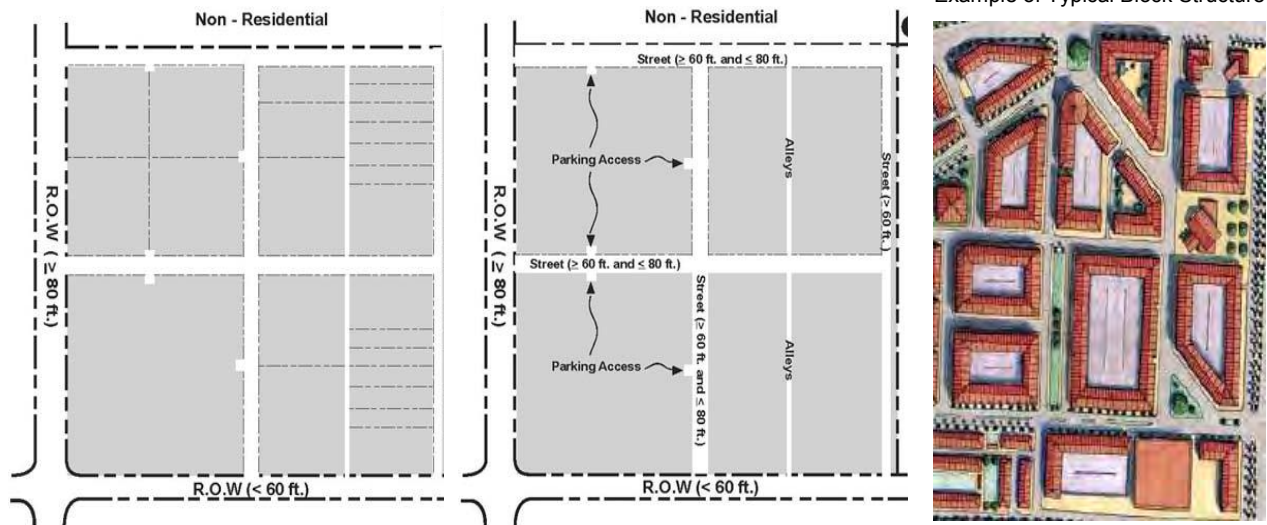 Example of Typical Block Structure
Non - Residential
R.O.W ( ≥ 80 ft.)
R.O.W (< 60 ft.)
Non - Residential
Street (≥ 60 ft. and ≤ 80 ft.)
Parking Access
Alleys
Street (≥ 60 ft.)
R.O.W ( ≥ 80 ft.)
Street (≥ 60 ft. and ≤ 80 ft.)
Street (≥ 60 ft. and ≤ 80 ft.)
Parking Access
Alleys
R.O.W (< 60 ft.)